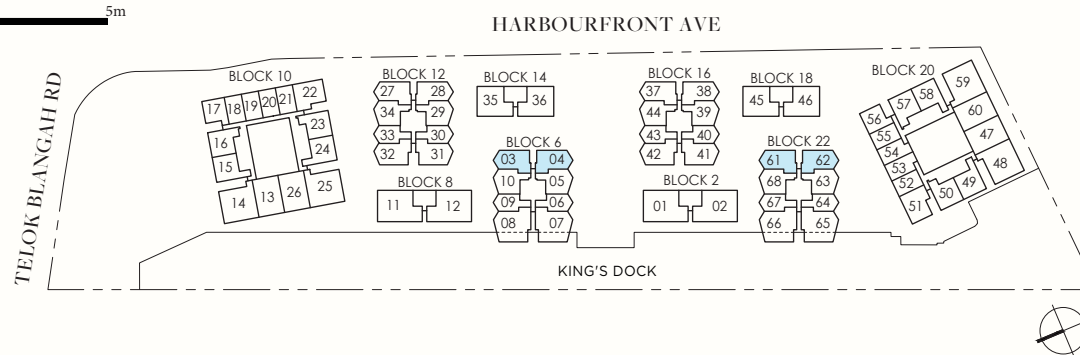 5m
HARBOURFRONT AVE
TELOK BLANGAH RD
BLOCK 10
17 18 19 20 21 22
16 23
15 24
14 13 26 25
BLOCK 12
27 28
34 29
33 30
32 31
BLOCK 14
35 36
BLOCK 6
03 04
10 05
09 06
08 07
BLOCK 8
11 12
BLOCK 16
37 38
44 39
43 40
42 41
BLOCK 18
45 46
BLOCK 2
01 02
BLOCK 22
61 62
68 63
67 64
66 65
BLOCK 20
59
58
57 60
56
55 47
54
53 48
52 49
50
51
KING'S DOCK